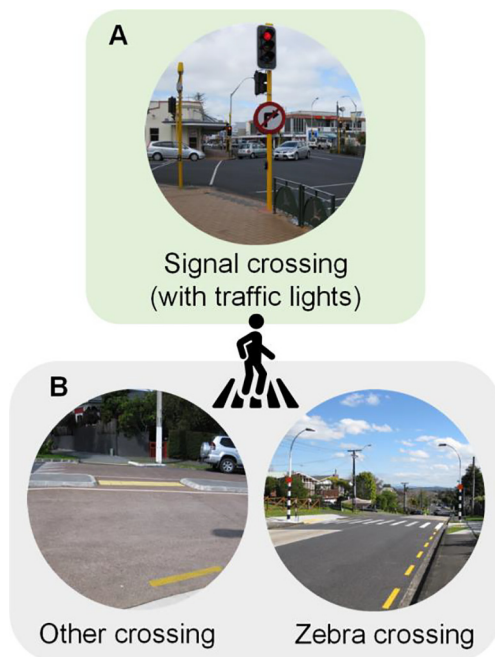 A
Signal crossing
(with traffic lights)
B
Other crossing
Zebra crossing